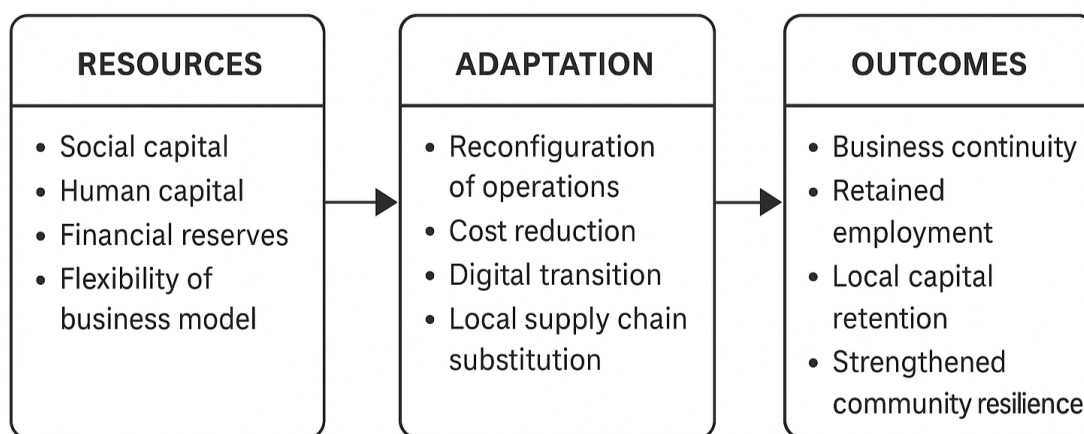 RESOURCES
• Social capital
• Human capital
• Financial reserves
• Flexibility of
business model
ADAPTATION
• Reconfiguration
of operations
• Cost reduction
• Digital transition
• Local supply chain
substitution
OUTCOMES
• Business continuity
• Retained
employment
• Local capital
retention
• Strengthened
community resilience